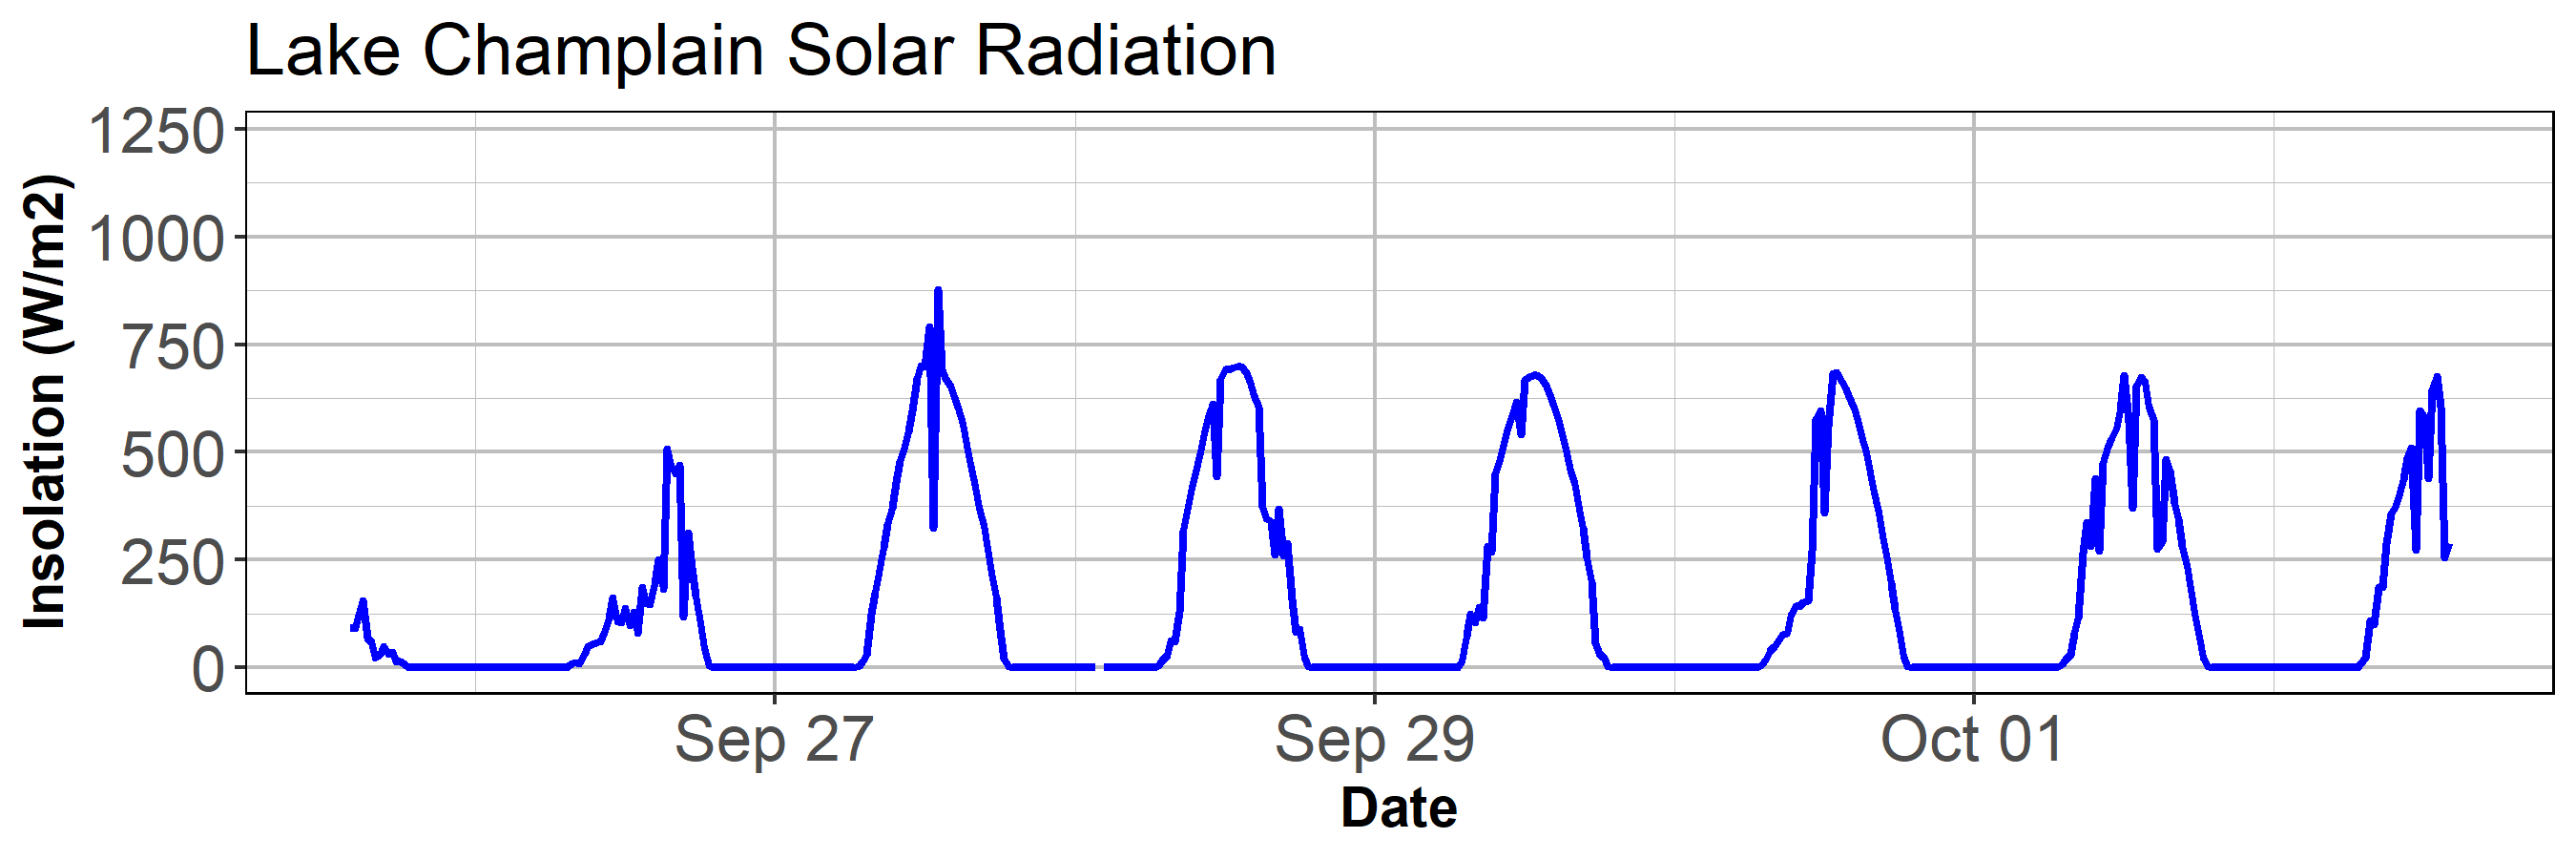 Lake Champlain Solar Radiation
1250
1000
750
500
250
0
Insolation (W/m2)
Sep 27
Sep 29
Oct 01
Date